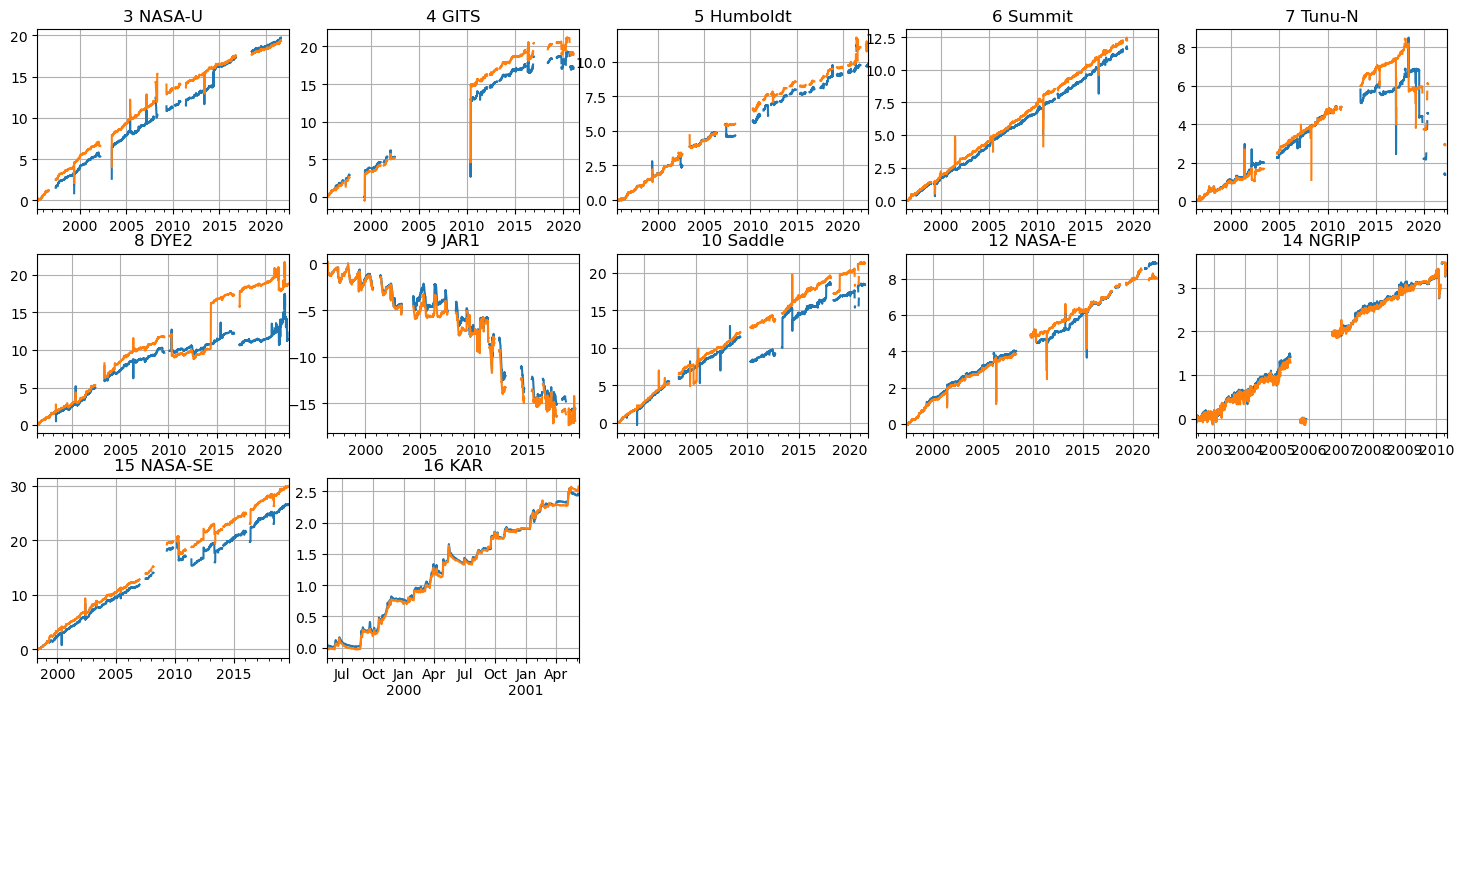 3 NASA-U
4 GITS
5 Humboldt
6 Summit
7 Tunu-N
20
15
10
5
0
2000 2005 2010 2015 2020
20
15
10
5
0
2000 2005 2010 2015 2020
10.0
7.5
5.0
2.5
0.0
2000 2005 2010 2015 2020
12.5
10.0
7.5
5.0
2.5
0.0
2000 2005 2010 2015 2020
8
6
4
2
0
2000 2005 2010 2015 2020
8 DYE2
9 JAR1
10 Saddle
12 NASA-E
14 NGRIP
20
15
10
5
0
2000 2005 2010 2015 2020
0
−5
−10
−15
2000 2005 2010 2015
20
15
10
5
0
2000 2005 2010 2015 2020
8
6
4
2
0
2000 2005 2010 2015 2020
3
2
1
0
2003 2004 2005 2006 2007 2008 2009 2010
15 NASA-SE
16 KAR
30
20
10
0
2000 2005 2010 2015
2.5
2.0
1.5
1.0
0.5
0.0
Jul Oct Jan Apr Jul Oct Jan Apr
2000 2001